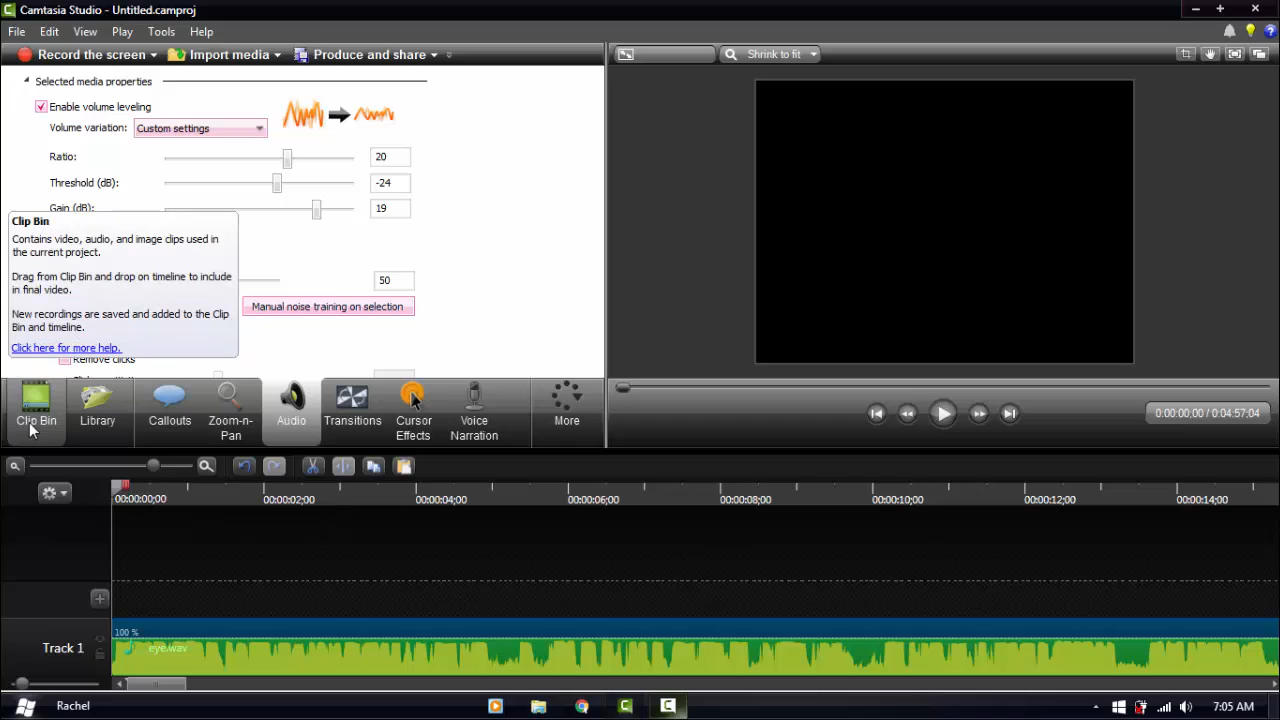 Camtasia Studio - Untitled.camproj
File Edit View Play Tools Help
Record the screen Import media Produce and share
Shrink to fit
Selected media properties
Enable volume leveling
Volume variation: Custom settings
Ratio: 20
Threshold (dB): -24
Gain (dB): 19
Clip Bin
Contains video, audio, and image clips used in
the current project.
Drag from Clip Bin and drop on timeline to include
in final video.
50
New recordings are saved and added to the Clip
Bin and timeline.
Manual noise training on selection
Click here for more help.
Remove clicks
Clip Bin
Library
Callouts
Zoom-n-
Pan
Audio
Transitions
Cursor
Effects
Voice
Narration
More
0:00:00;00 / 0:04:57;04
00:00:00;00 00:00:02;00 00:00:04;00 00:00:06;00 00:00:08;00 00:00:10;00 00:00:12;00 00:00:14;00
100 %
Track 1
eye.wav
Rachel
7:05 AM